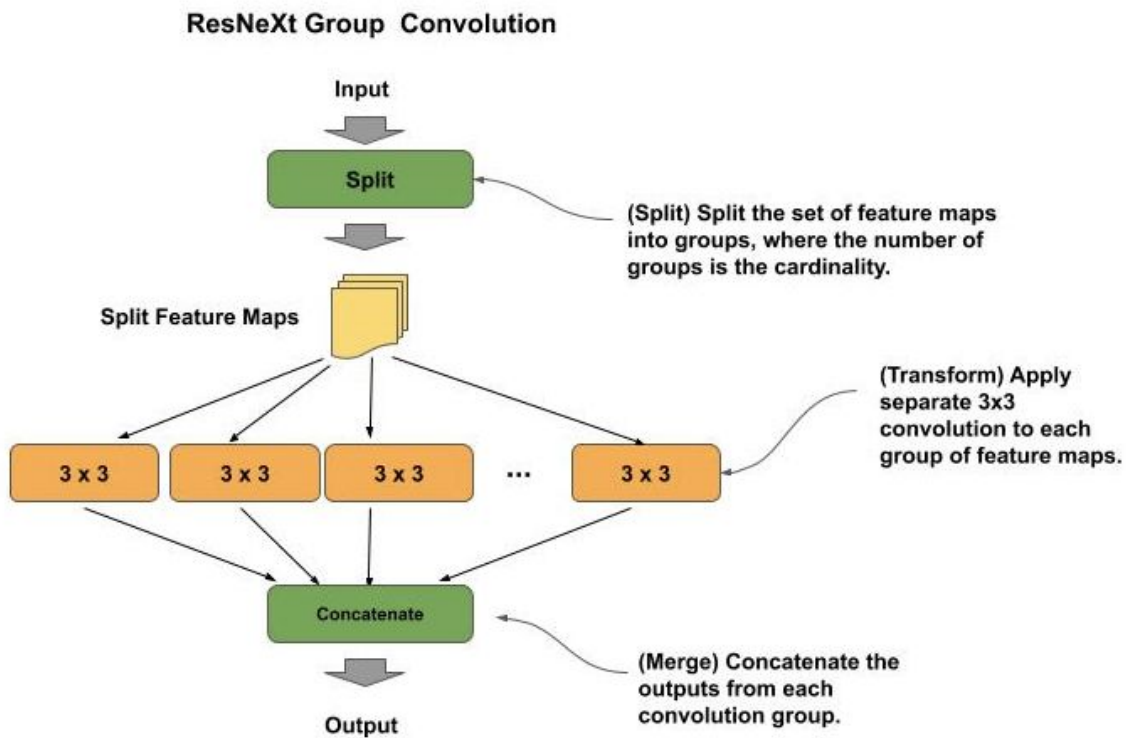 ResNeXt Group Convolution
Input
Split
(Split) Split the set of feature maps
into groups, where the number of
groups is the cardinality.
Split Feature Maps
(Transform) Apply
separate 3x3
convolution to each
group of feature maps.
3 x 3
3 x 3
3 x 3
...
3 x 3
Concatenate
(Merge) Concatenate the
outputs from each
convolution group.
Output